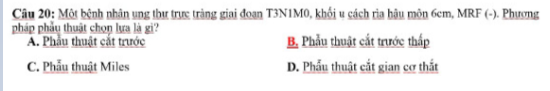 Câu 20: Một bệnh nhân ung thư trực tràng giai đoạn T3N1M0, khối u cách rìa hậu môn 6cm, MRF (-). Phương
pháp phẫu thuật chọn lựa là gì?
A. Phẫu thuật cắt trước
B. Phẫu thuật cắt trước thấp
C. Phẫu thuật Miles
D. Phẫu thuật cắt gian cơ thắt